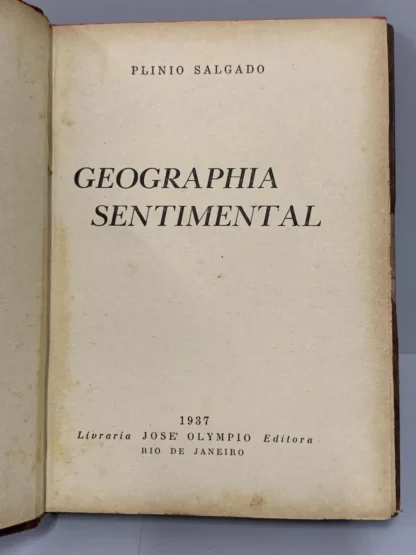 PLINIO SALGADO
GEOGRAPHIA
SENTIMENTAL
1937
Livraria JOSE' OLYMPIO Editora
RIO DE JANEIRO